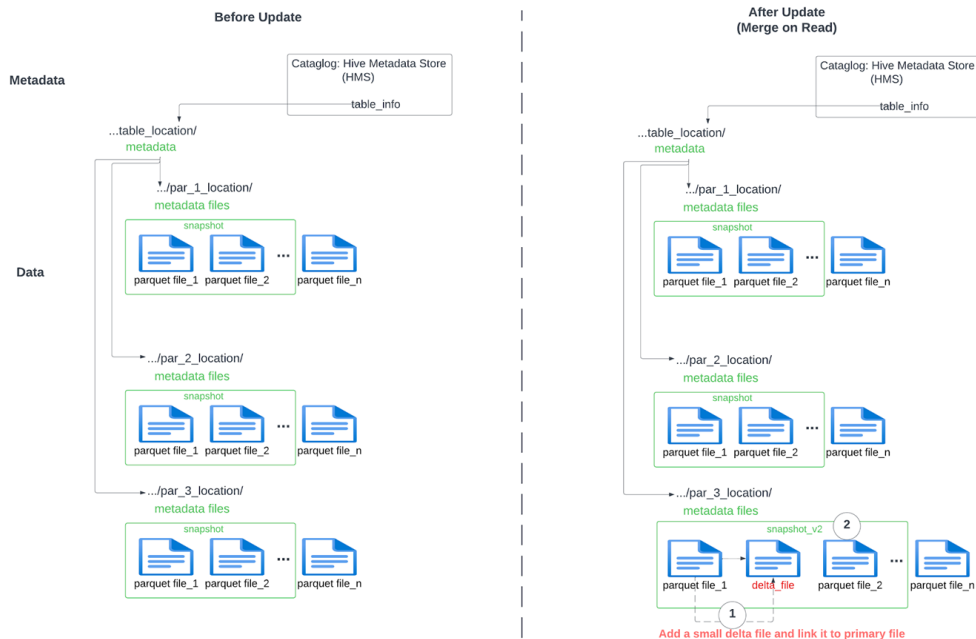 Before Update
After Update
(Merge on Read)
Metadata
Cataglog: Hive Metadata Store
(HMS)
table_info
...table_location/
metadata
.../par_1_location/
metadata files
snapshot
parquet file_1
parquet file_2
...
parquet file_n
Data
.../par_2_location/
metadata files
snapshot
parquet file_1
parquet file_2
...
parquet file_n
.../par_3_location/
metadata files
snapshot
parquet file_1
parquet file_2
...
parquet file_n
Cataglog: Hive Metadata Store
(HMS)
table_info
...table_location/
metadata
.../par_1_location/
metadata files
snapshot
parquet file_1
parquet file_2
...
parquet file_n
.../par_2_location/
metadata files
snapshot
parquet file_1
parquet file_2
...
parquet file_n
.../par_3_location/
metadata files
snapshot_v2
2
parquet file_1
delta_file
parquet file_2
...
parquet file_n
1
Add a small delta file and link it to primary file